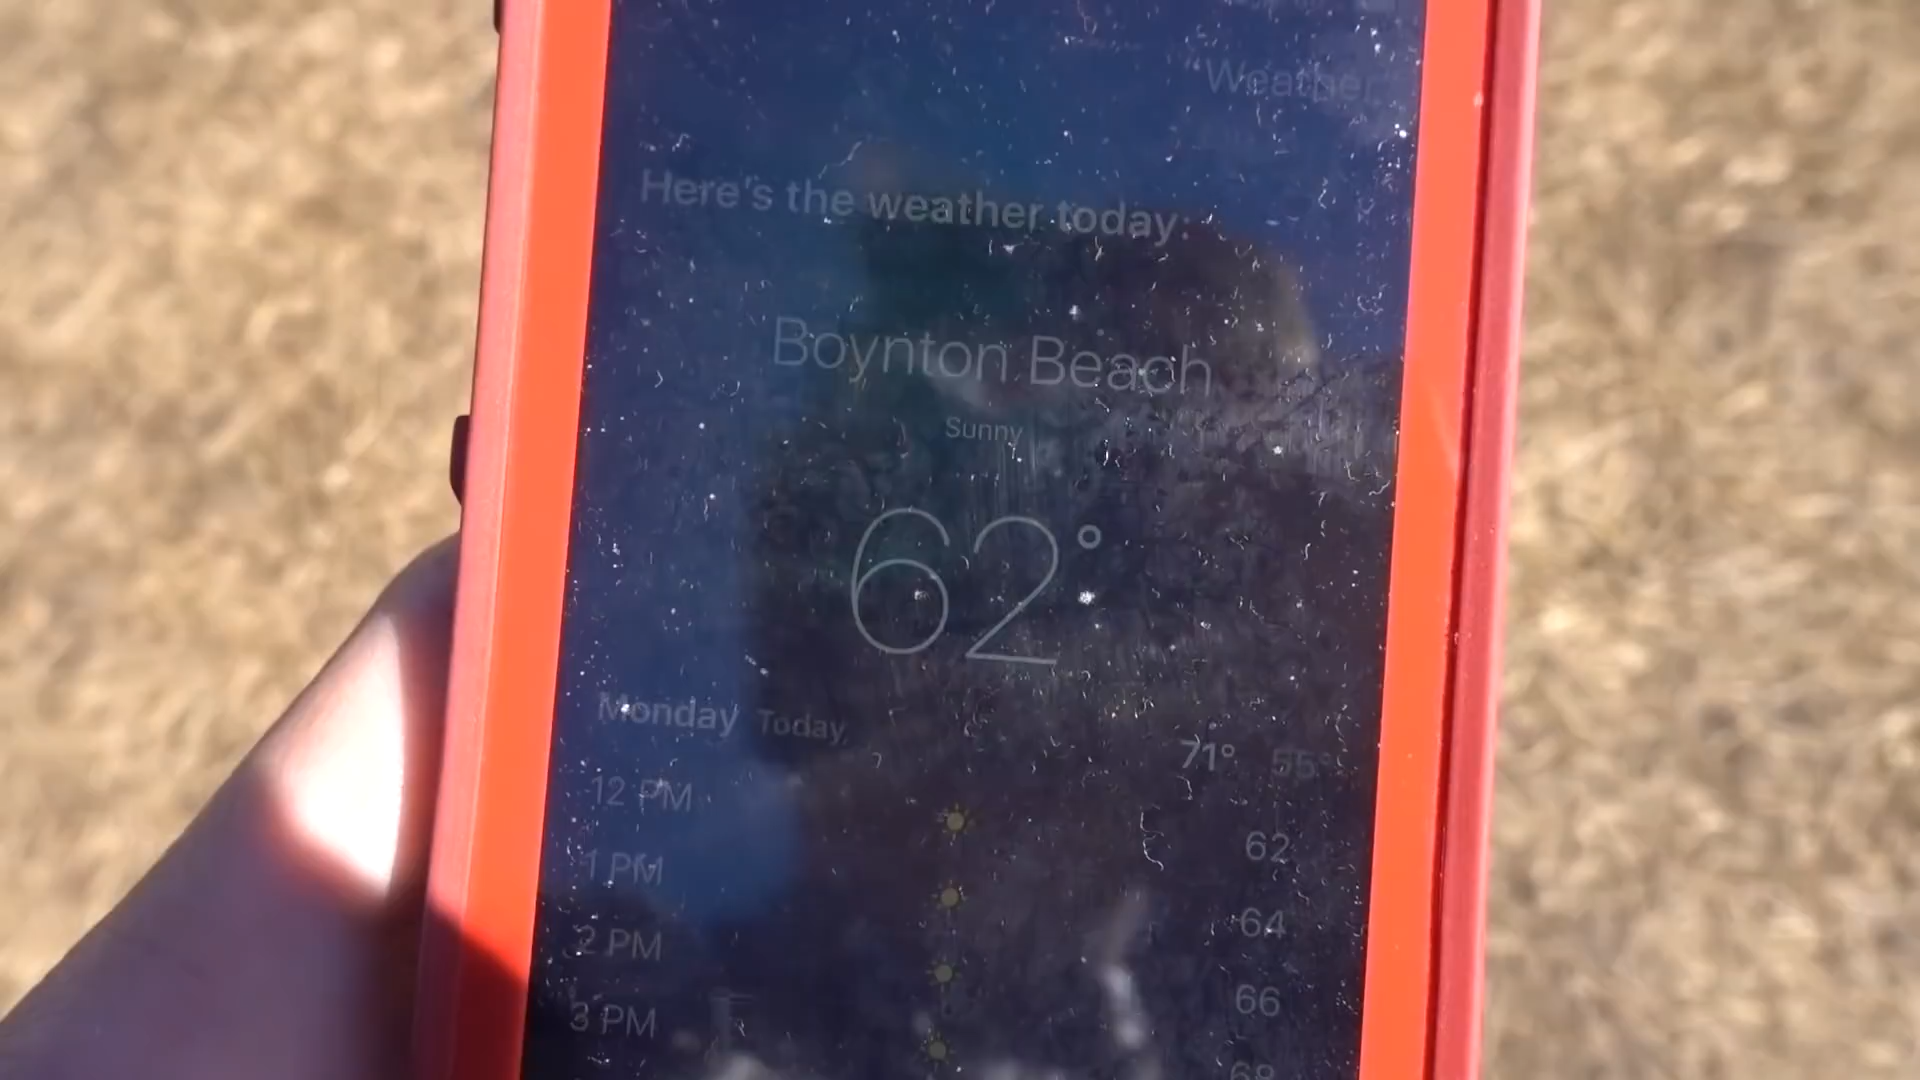 Weather
Here's the weather today:
Boynton Beach
Sunny
62°
Monday Today 71° 55°
12 PM 62
1 PM 64
2 PM 66
3 PM 68